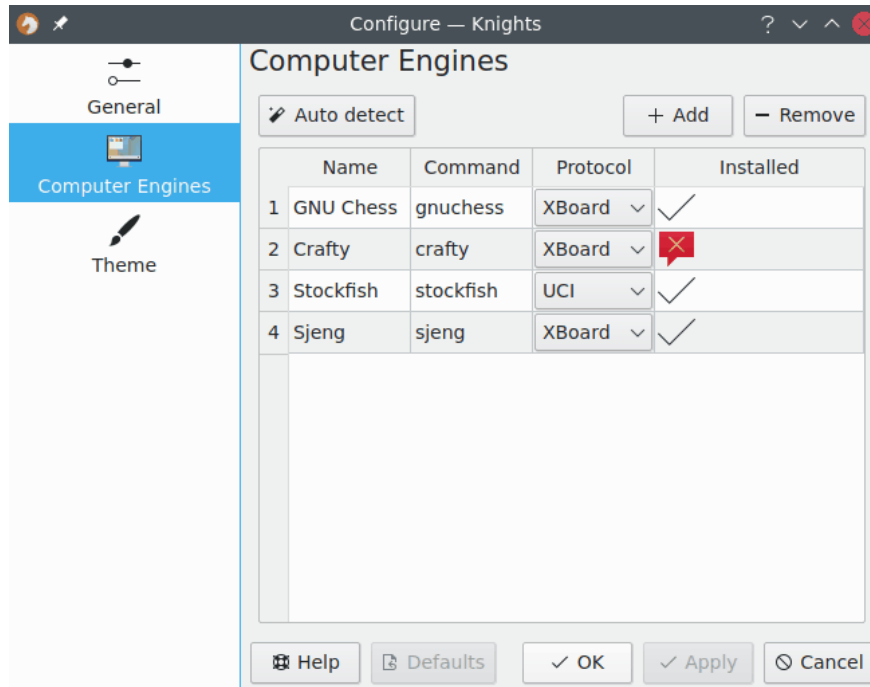 Configure — Knights
General
Computer Engines
Theme
Computer Engines
Auto detect
Add
Remove
Name Command Protocol Installed
1 GNU Chess gnuchess XBoard
2 Crafty crafty XBoard
3 Stockfish stockfish UCI
4 Sjeng sjeng XBoard
Help Defaults OK Apply Cancel